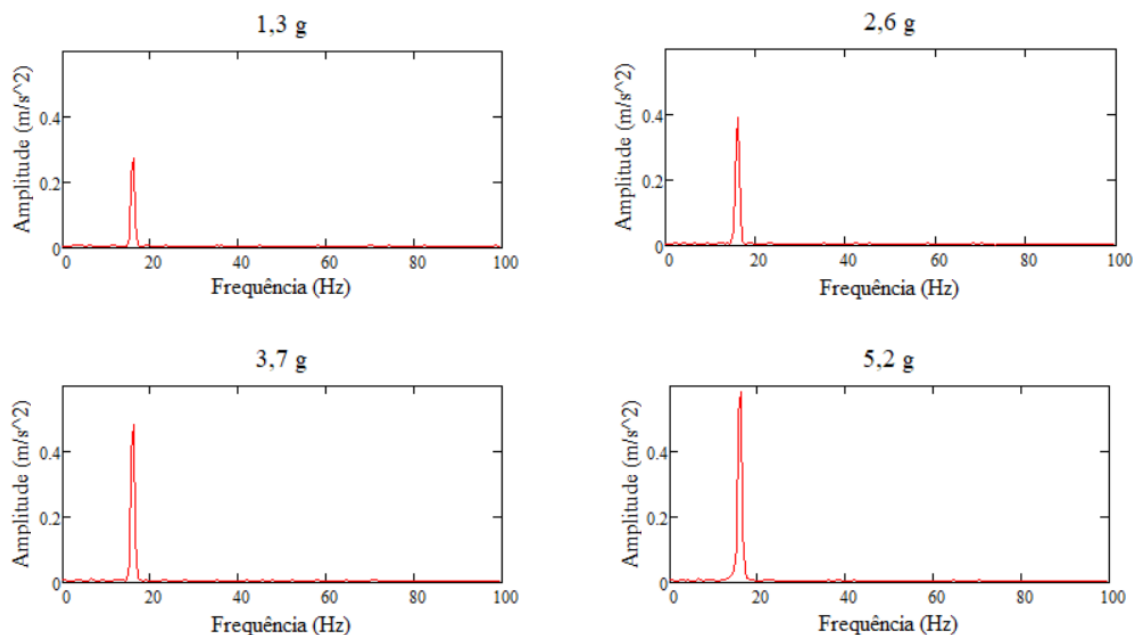 1,3 g
Amplitude (m/s^2)
0.4
0.2
0
0 20 40 60 80 100
Frequência (Hz)
2,6 g
Amplitude (m/s^2)
0.4
0.2
0
0 20 40 60 80 100
Frequência (Hz)
3,7 g
Amplitude (m/s^2)
0.4
0.2
0
0 20 40 60 80 100
Frequência (Hz)
5,2 g
Amplitude (m/s^2)
0.4
0.2
0
0 20 40 60 80 100
Frequência (Hz)